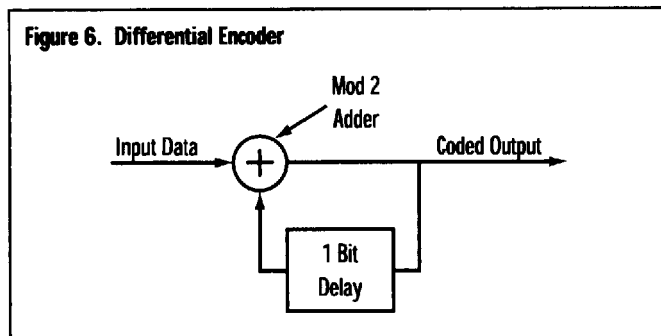 Figure 6. Differential Encoder
Mod 2
Adder
Input Data
+
Coded Output
1 Bit
Delay